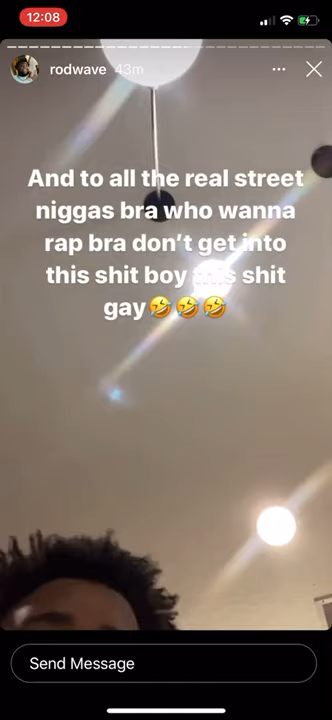 12:08
rodwave 43m
And to all the real street
niggas bra who wanna
rap bra don't get into
this shit boy this shit
gay🤣🤣🤣
Send Message